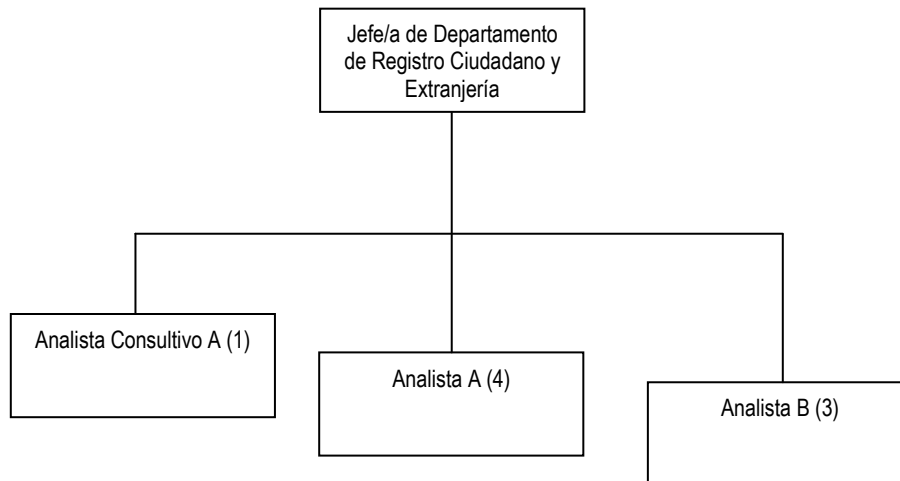 Jefe/a de Departamento
de Registro Ciudadano y
Extranjería
Analista Consultivo A (1)
Analista A (4)
Analista B (3)